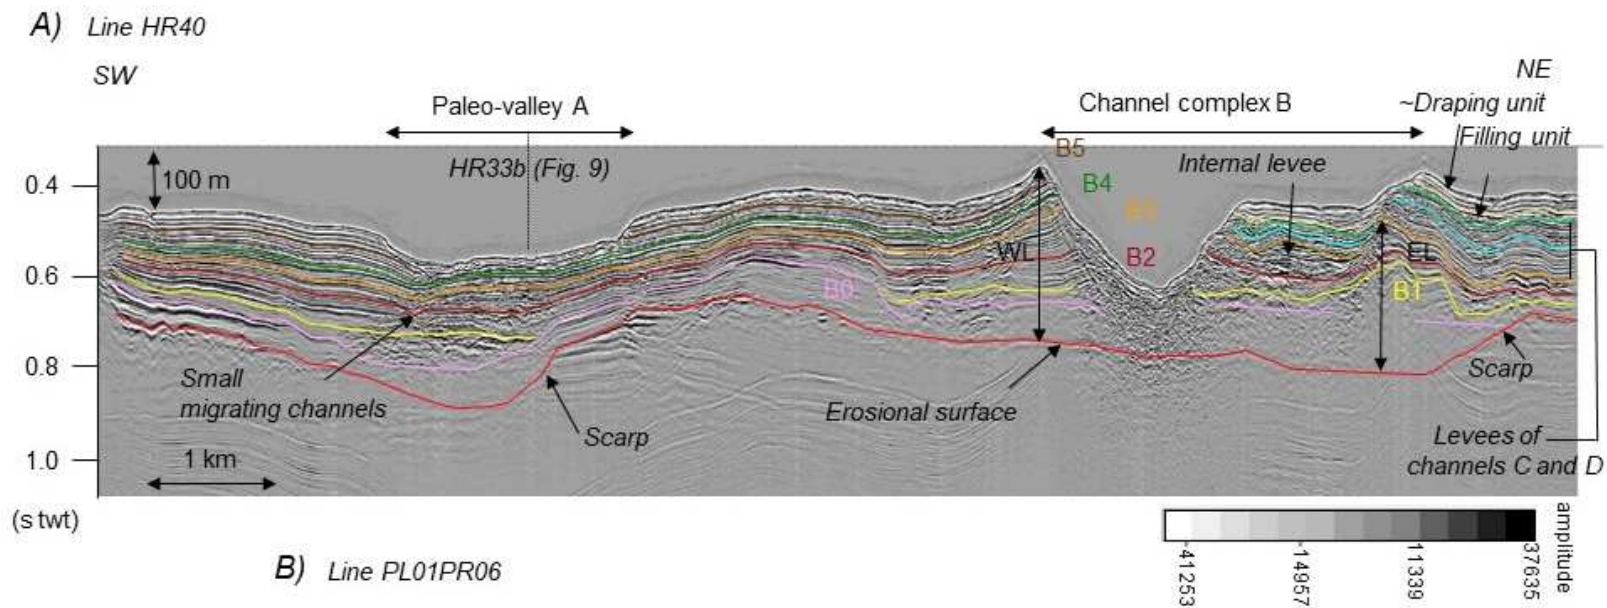 A) Line HR40
SW
NE
Paleo-valley A
Channel complex B
~Draping unit
Filling unit
B5
HR33b (Fig. 9)
Internal levee
100 m
0.4
B4
B3
WL
B2
EL
0.6
B0
B1
0.8
Small
migrating channels
Scarp
Erosional surface
Scarp
Levees of
channels C and D
1.0
1 km
(s twt)
amplitude
-41253
-14957
11339
37635
B) Line PL01PR06